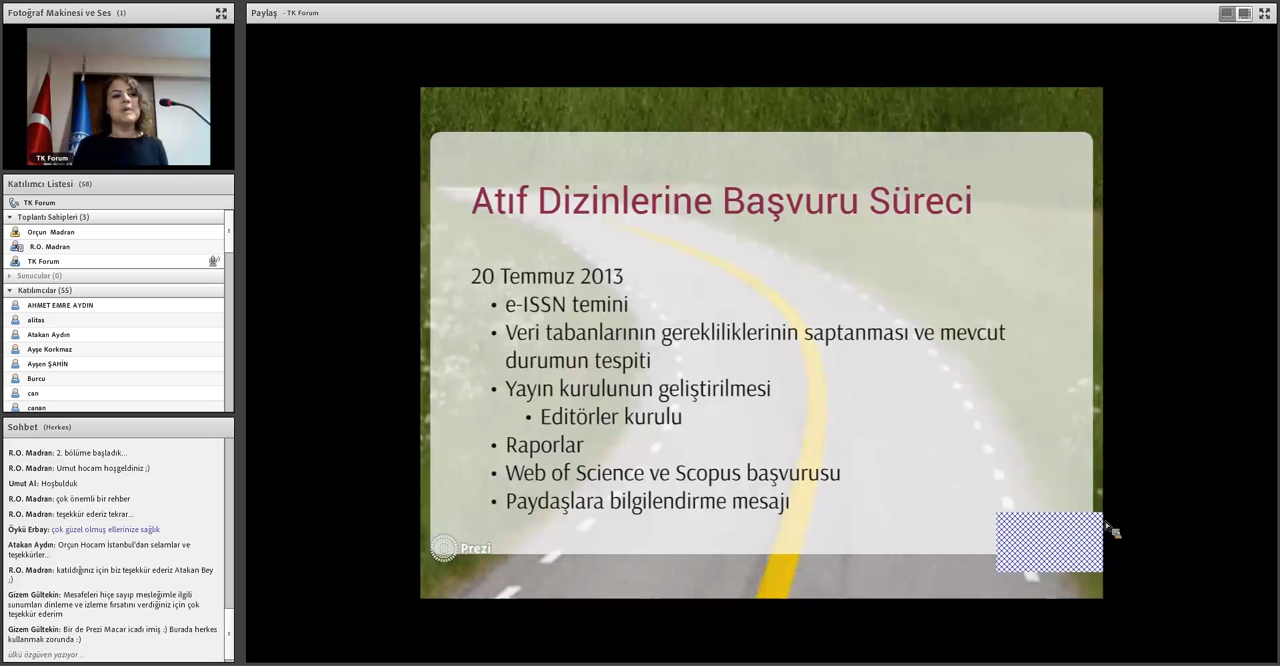 Fotoğraf Makinesi ve Ses (1)
TK Forum
Katılımcı Listesi (58)
TK Forum
Toplantı Sahipleri (3)
Orçun Madran
R.O. Madran
TK Forum
Sunucular (0)
Katılımcılar (55)
AHMET EMRE AYDIN
alitas
Atakan Aydın
Ayşe Korkmaz
Ayşen ŞAHİN
Burcu
can
canan
Sohbet (Herkes)
R.O. Madran: 2. bölüme başladık...
R.O. Madran: Umut hocam hoşgeldiniz ;)
Umut Al: Hoşbulduk
R.O. Madran: çok önemli bir rehber
R.O. Madran: teşekkür ederiz tekrar...
Öykü Erbay: çok güzel olmuş ellerinize sağlık
Atakan Aydın: Orçun Hocam İstanbul'dan selamlar ve
teşekkürler...
R.O. Madran: katıldığınız için biz teşekkür ederiz Atakan Bey
;)
Gizem Gültekin: Mesafeleri hiçe sayıp mesleğimle ilgili
sunumları dinleme ve izleme fırsatını verdiğiniz için çok
teşekkür ederim
Gizem Gültekin: Bir de Prezi Macar icadı imiş :) Burada herkes
kullanmak zorunda :)
ülkü özgüven yazıyor...
Paylaş - TK Forum
Atıf Dizinlerine Başvuru Süreci
20 Temmuz 2013
• e-ISSN temini
• Veri tabanlarının gerekliliklerinin saptanması ve mevcut
durumun tespiti
• Yayın kurulunun geliştirilmesi
• Editörler kurulu
• Raporlar
• Web of Science ve Scopus başvurusu
• Paydaşlara bilgilendirme mesajı
Prezi